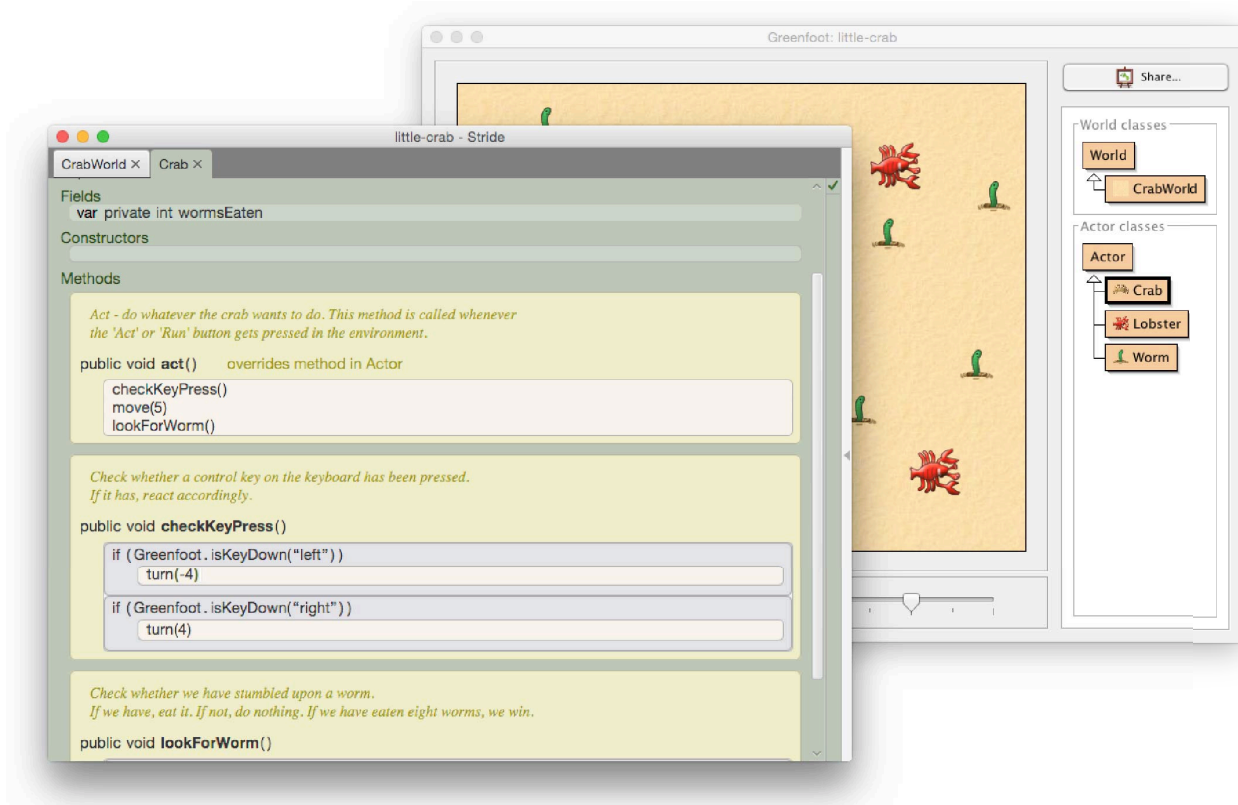 Greenfoot: little-crab
Share...
World classes
World
CrabWorld
Actor classes
Actor
Crab
Lobster
Worm
little-crab - Stride
CrabWorld ×
Crab ×
Fields
var private int wormsEaten
Constructors
Methods
Act - do whatever the crab wants to do. This method is called whenever
the 'Act' or 'Run' button gets pressed in the environment.
public void act() overrides method in Actor
checkKeyPress()
move(5)
lookForWorm()
Check whether a control key on the keyboard has been pressed.
If it has, react accordingly.
public void checkKeyPress()
if (Greenfoot.isKeyDown(“left”))
turn(-4)
if (Greenfoot.isKeyDown(“right”))
turn(4)
Check whether we have stumbled upon a worm.
If we have, eat it. If not, do nothing. If we have eaten eight worms, we win.
public void lookForWorm()